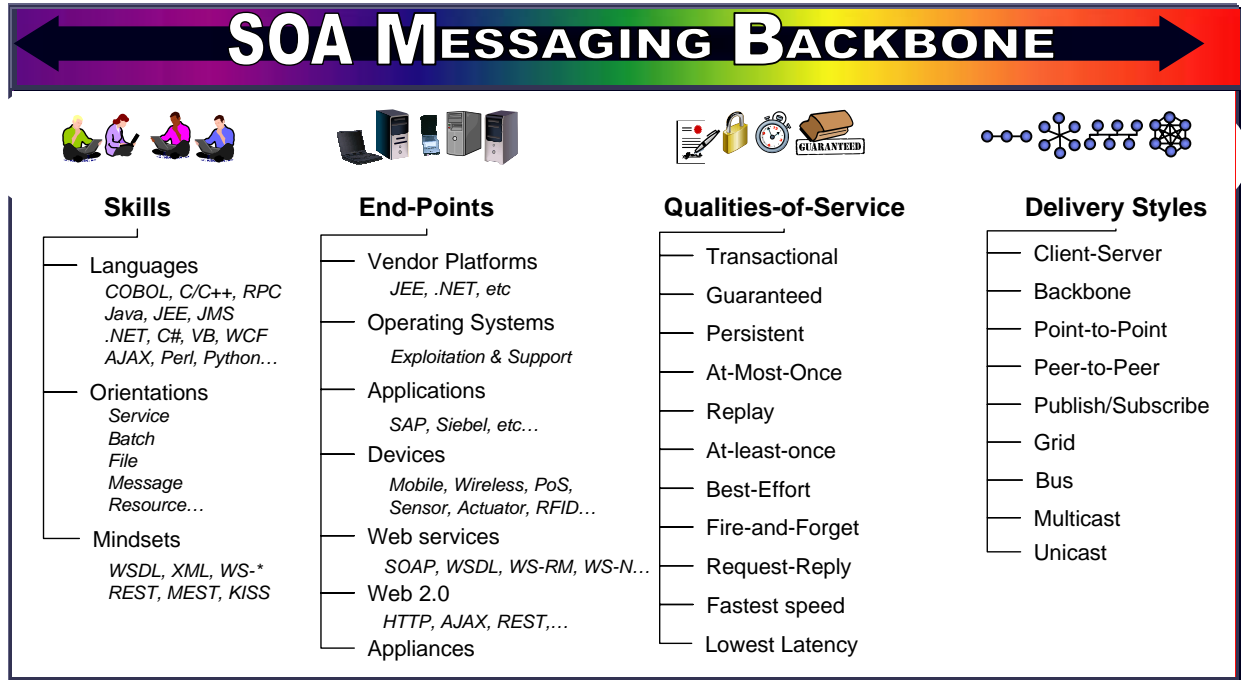 SOA MESSAGING BACKBONE
GUARANTEED
Skills
Languages
COBOL, C/C++, RPC
Java, JEE, JMS
.NET, C#, VB, WCF
AJAX, Perl, Python…
Orientations
Service
Batch
File
Message
Resource…
Mindsets
WSDL, XML, WS-*
REST, MEST, KISS
End-Points
Vendor Platforms
JEE, .NET, etc
Operating Systems
Exploitation & Support
Applications
SAP, Siebel, etc…
Devices
Mobile, Wireless, PoS,
Sensor, Actuator, RFID…
Web services
SOAP, WSDL, WS-RM, WS-N…
Web 2.0
HTTP, AJAX, REST,…
Appliances
Qualities-of-Service
Transactional
Guaranteed
Persistent
At-Most-Once
Replay
At-least-once
Best-Effort
Fire-and-Forget
Request-Reply
Fastest speed
Lowest Latency
Delivery Styles
Client-Server
Backbone
Point-to-Point
Peer-to-Peer
Publish/Subscribe
Grid
Bus
Multicast
Unicast